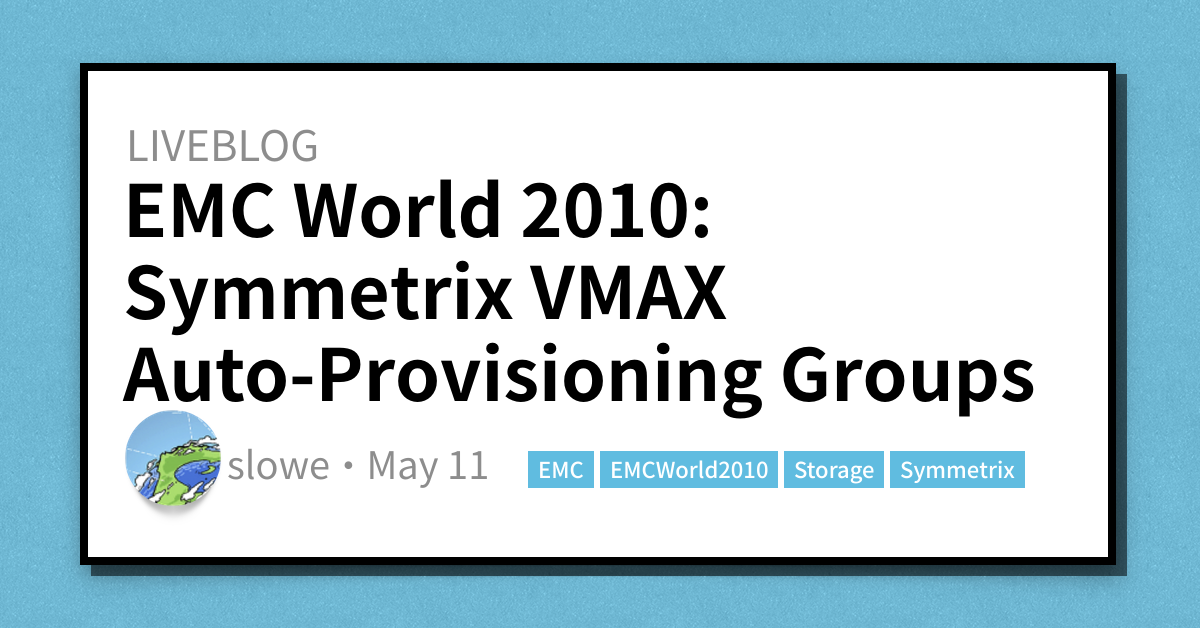 LIVEBLOG
EMC World 2010:
Symmetrix VMAX
Auto-Provisioning Groups
slowe • May 11 EMC EMCWorld2010 Storage Symmetrix